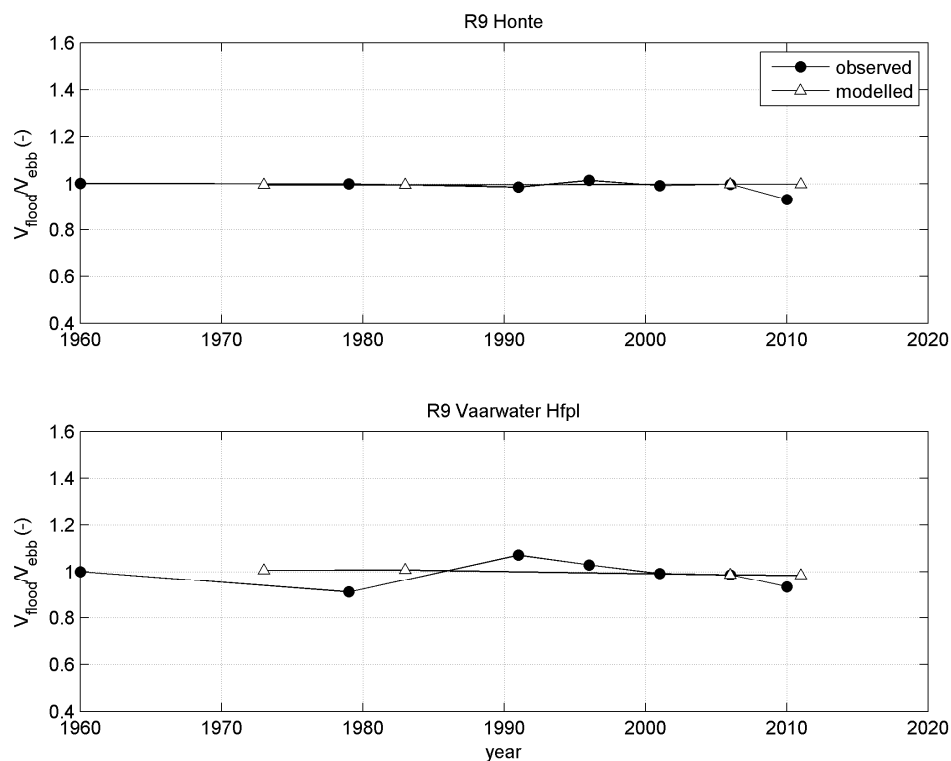 R9 Honte
1.6
1.4
1.2
1
0.8
0.6
0.4
V_flood/V_ebb (-)
observed
modelled
1960 1970 1980 1990 2000 2010 2020
R9 Vaarwater Hfpl
1.6
1.4
1.2
1
0.8
0.6
0.4
V_flood/V_ebb (-)
1960 1970 1980 1990 2000 2010 2020
year